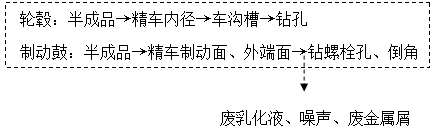 轮毂：半成品→精车内径→车沟槽→钻孔
制动鼓：半成品→精车制动面、外端面→钻螺栓孔、倒角
废乳化液、噪声、废金属屑